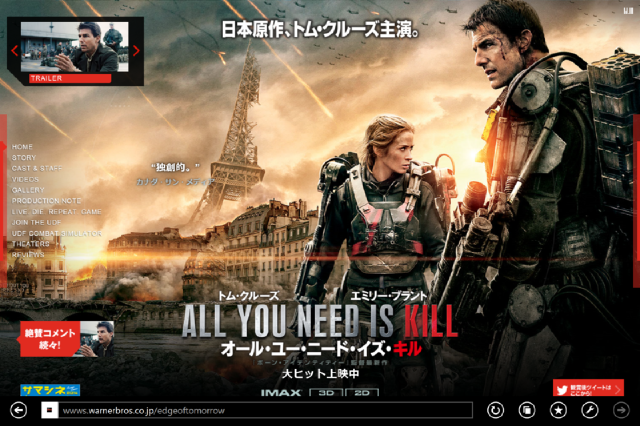 日本原作、トム・クルーズ主演。
TRAILER
HOME
STORY
CAST & STAFF
VIDEOS
GALLERY
PRODUCTION NOTE
LIVE. DIE. REPEAT. GAME
JOIN THE UDF
UDF COMBAT SIMULATOR
THEATERS
REVIEWS
"独創的。"
トム・クルーズ
エミリー・ブラント
ALL YOU NEED IS KILL
オール・ユー・ニード・イズ・キル
大ヒット上映中
IMAX 3D 2D
絶賛コメント
続々!
サマシネ
ここから!
www.warnerbros.co.jp/edgeoftomorrow